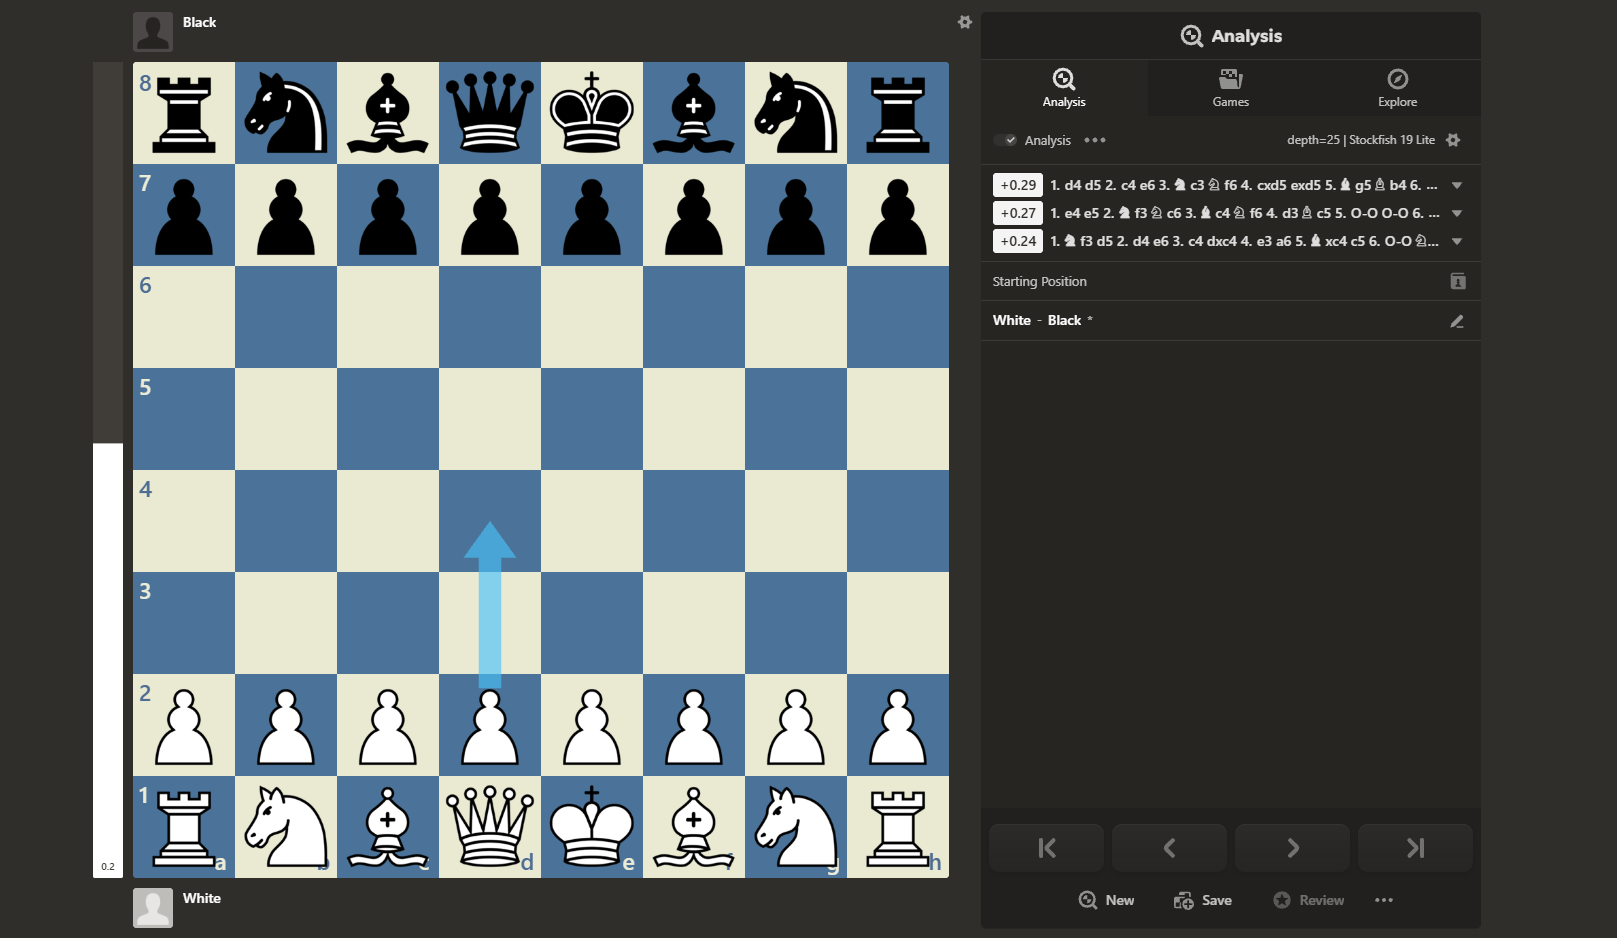 Black
8
7
6
5
4
3
2
1
a b c d e f g h
0.2
White
Analysis
Analysis Games Explore
Analysis ••• depth=25 | Stockfish 19 Lite
+0.29 1. d4 d5 2. c4 e6 3. ♞c3 ♘f6 4. cxd5 exd5 5. ♝g5 ♗b4 6. ...
+0.27 1. e4 e5 2. ♞f3 ♘c6 3. ♝c4 ♘f6 4. d3 ♗c5 5. O-O O-O 6. ...
+0.24 1. ♞f3 d5 2. d4 e6 3. c4 dxc4 4. e3 a6 5. ♝xc4 c5 6. O-O ♘...
Starting Position
White - Black *
New Save Review •••